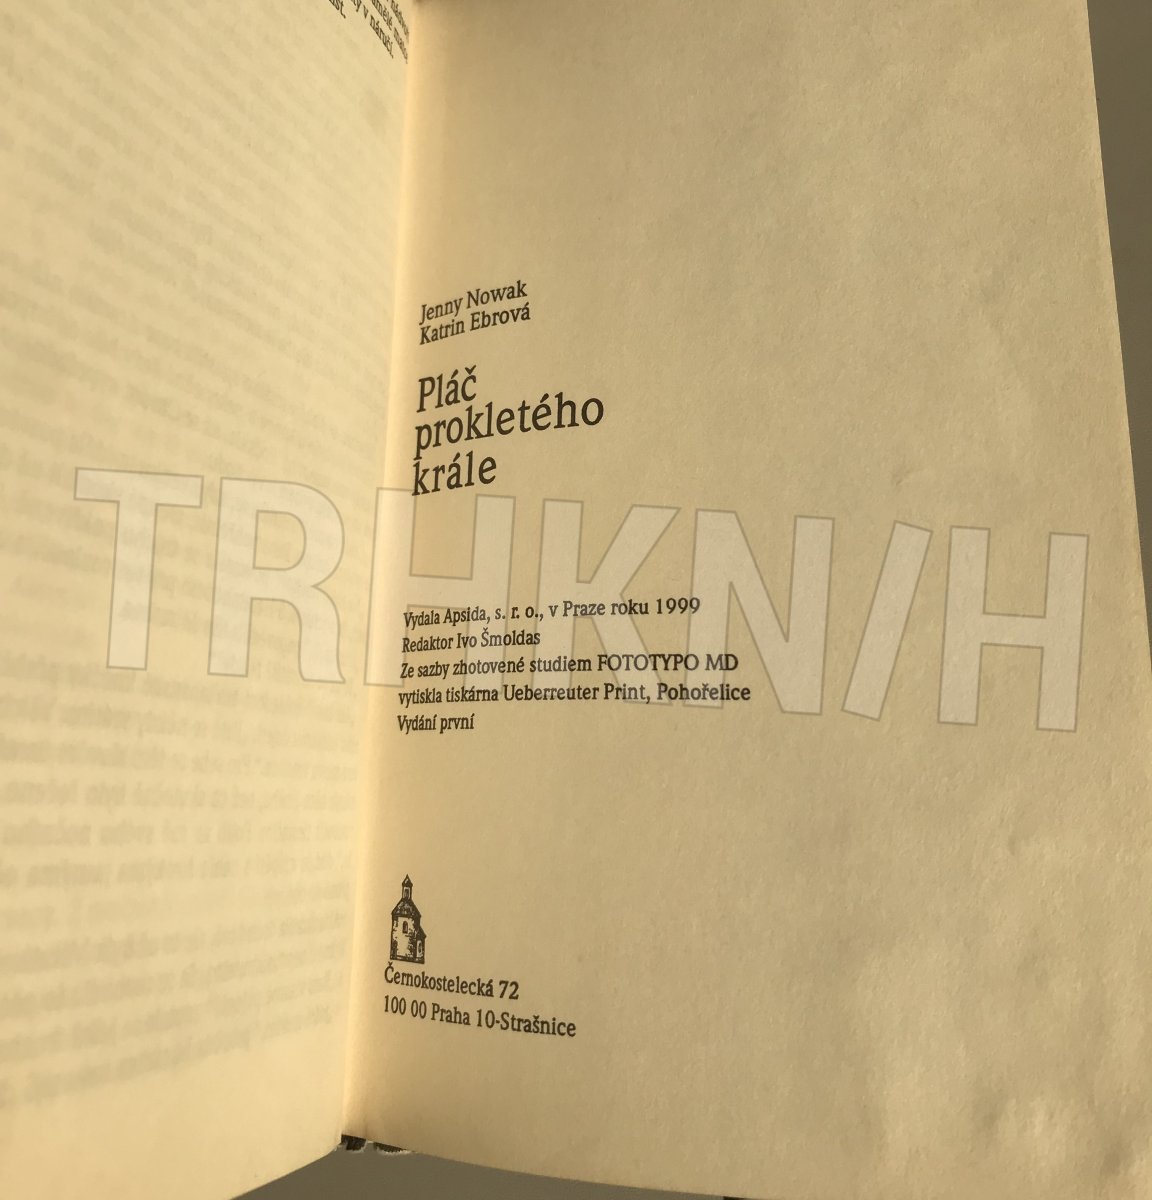 v náručí
Jenny Nowak
Katrin Ebrová
Pláč
prokletého
krále
Vydala Apsida, s. r. o., v Praze roku 1999
Redaktor Ivo Šmoldas
Ze sazby zhotovené studiem FOTOTYPO MD
vytiskla tiskárna Ueberreuter Print, Pohořelice
Vydání první
Černokostelecká 72
100 00 Praha 10-Strašnice
TRHKNIH